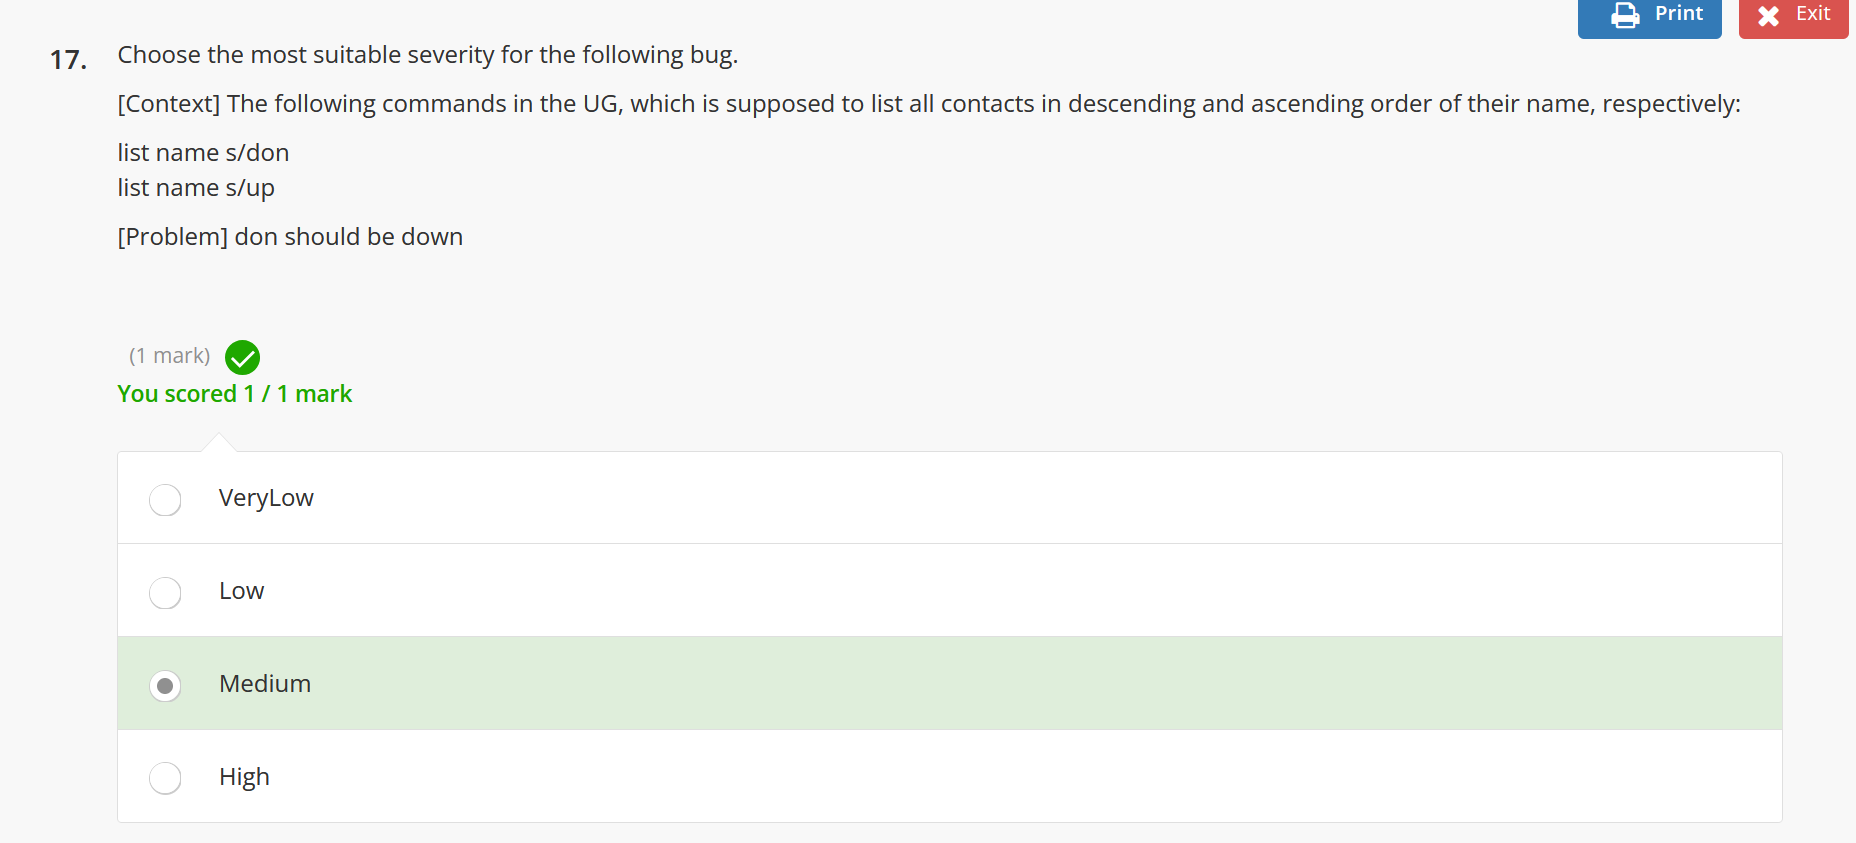 Print
Exit
17. Choose the most suitable severity for the following bug.
[Context] The following commands in the UG, which is supposed to list all contacts in descending and ascending order of their name, respectively:
list name s/don
list name s/up
[Problem] don should be down
(1 mark)
You scored 1 / 1 mark
VeryLow
Low
Medium
High